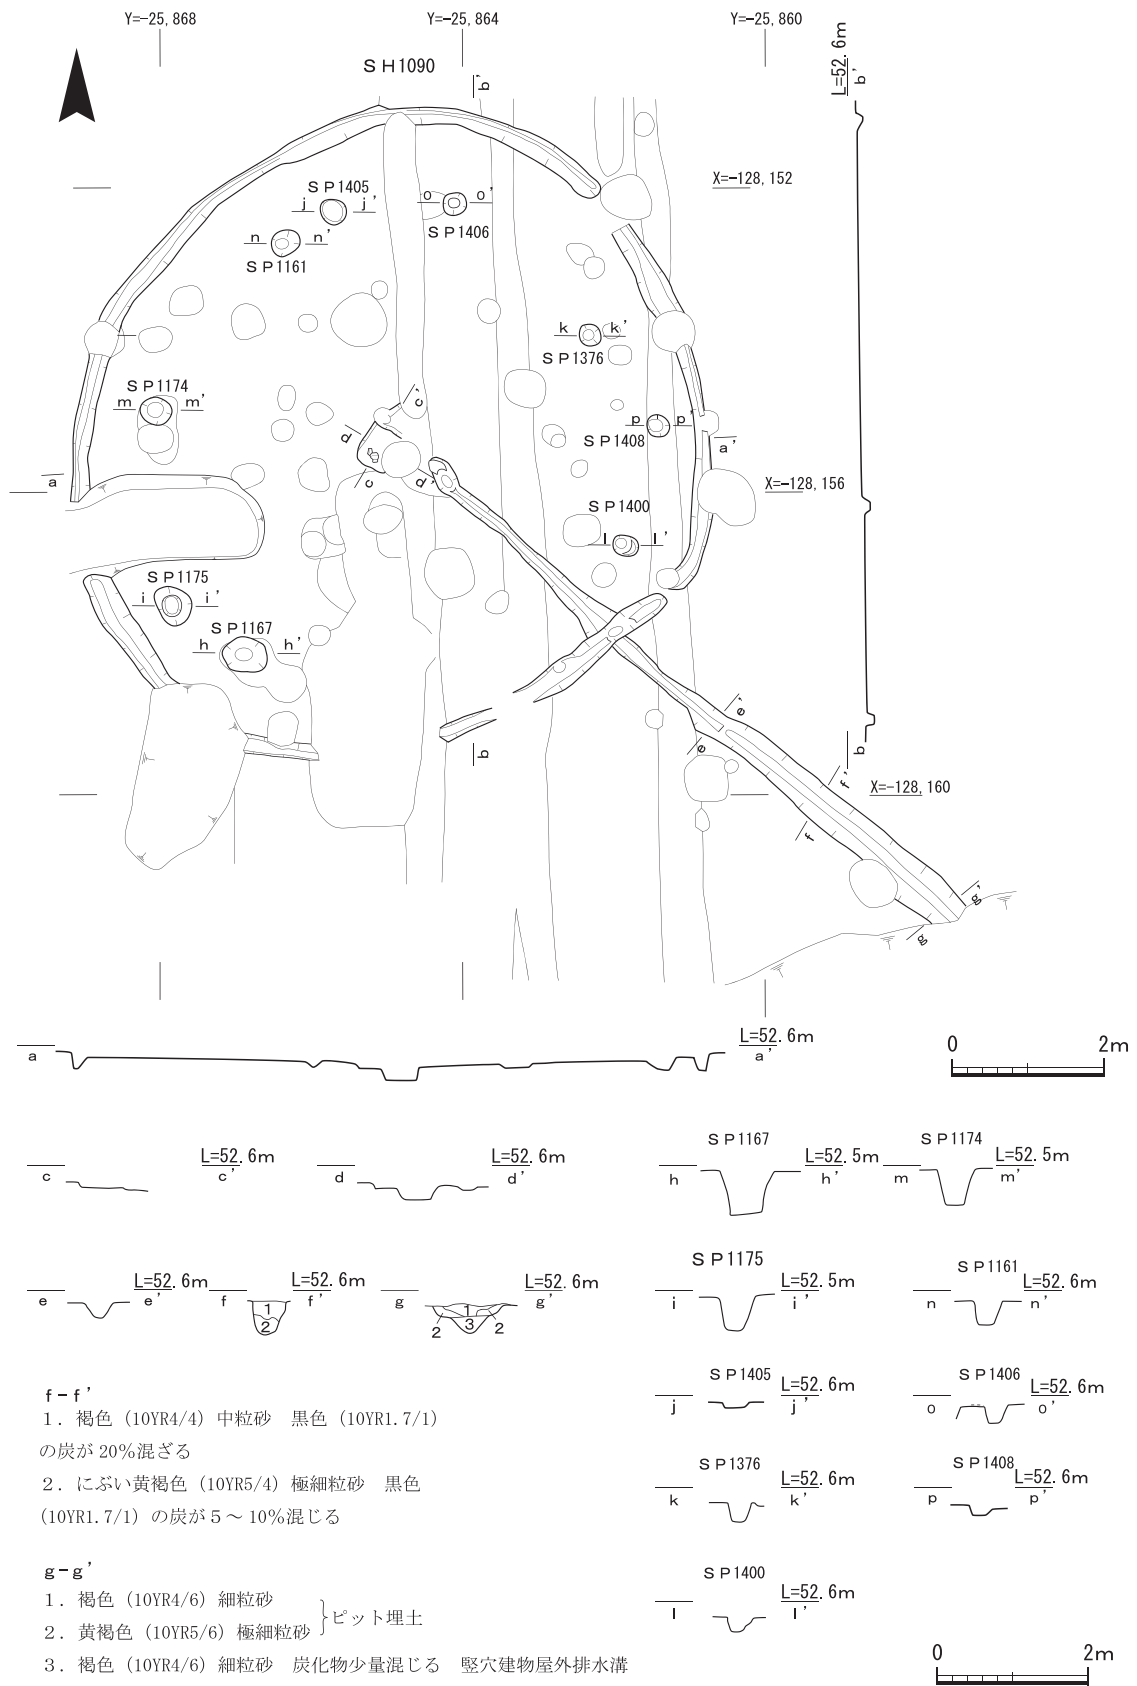 Y=-25,868
Y=-25,864
Y=-25,860
L=52.6m
b'
ＳＨ1090
b'
X=-128,152
ＳＰ1405
j j'
o o'
ＳＰ1406
n n'
ＳＰ1161
k k'
ＳＰ1376
ＳＰ1174
m m'
c'
d
p p'
ＳＰ1408
a'
a
c
d'
X=-128,156
ＳＰ1400
l l'
ＳＰ1175
i i'
ＳＰ1167
h h'
e'
e
b
b
f'
X=-128,160
f
g'
g
L=52.6m
a a'
0 2m
ＳＰ1167
ＳＰ1174
L=52.6m
c c'
L=52.6m
d d'
L=52.5m
h h'
L=52.5m
m m'
ＳＰ1175
ＳＰ1161
L=52.6m
e e'
L=52.6m
f f'
1
2
L=52.6m
g g'
1
2 3 2
L=52.5m
i i'
L=52.6m
n n'
ＳＰ1405
ＳＰ1406
L=52.6m
j j'
L=52.6m
o o'
ＳＰ1376
ＳＰ1408
L=52.6m
k k'
L=52.6m
p p'
ＳＰ1400
L=52.6m
l l'
f－f'
１．褐色（10YR4/4）中粒砂　黒色（10YR1.7/1）
の炭が 20％混ざる
２．にぶい黄褐色（10YR5/4）極細粒砂　黒色
（10YR1.7/1）の炭が５～ 10％混じる
g－g'
１．褐色（10YR4/6）細粒砂
２．黄褐色（10YR5/6）極細粒砂
ピット埋土
３．褐色（10YR4/6）細粒砂　炭化物少量混じる　竪穴建物屋外排水溝
0 2m